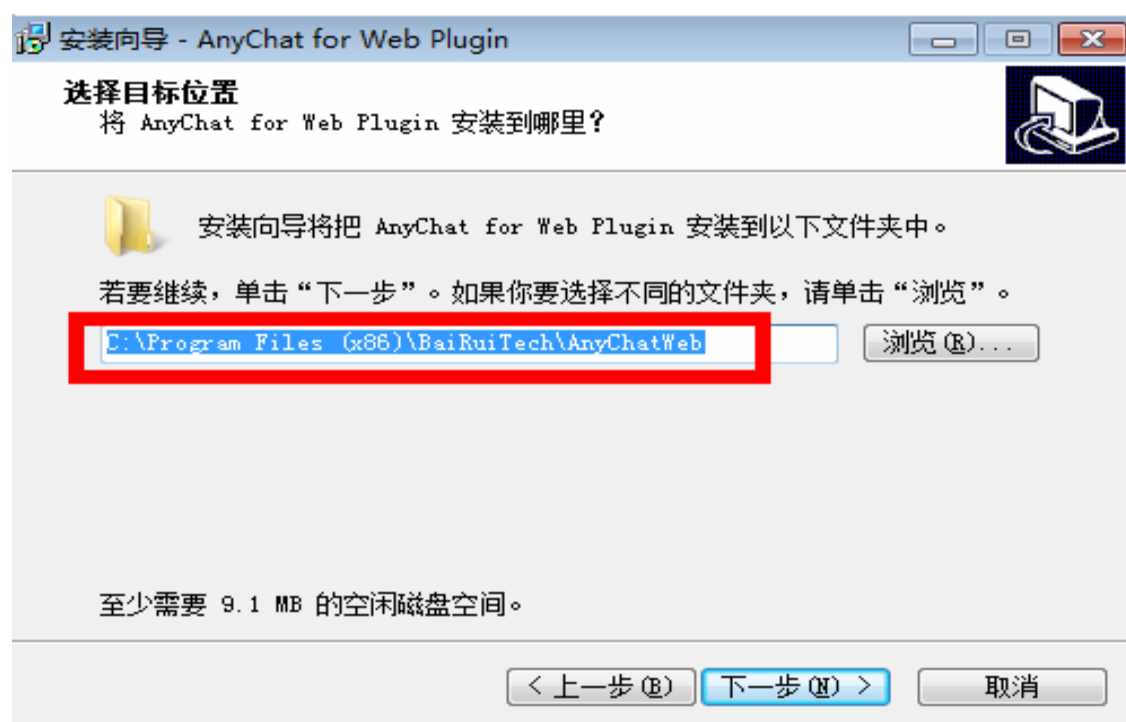 安装向导 - AnyChat for Web Plugin
选择目标位置
将 AnyChat for Web Plugin 安装到哪里?
安装向导将把 AnyChat for Web Plugin 安装到以下文件夹中。
若要继续，单击“下一步”。如果你要选择不同的文件夹，请单击“浏览”。
C:\Program Files (x86)\BaiRuiTech\AnyChatWeb 浏览(R)...
至少需要 9.1 MB 的空闲磁盘空间。
< 上一步(B) 下一步(N) > 取消